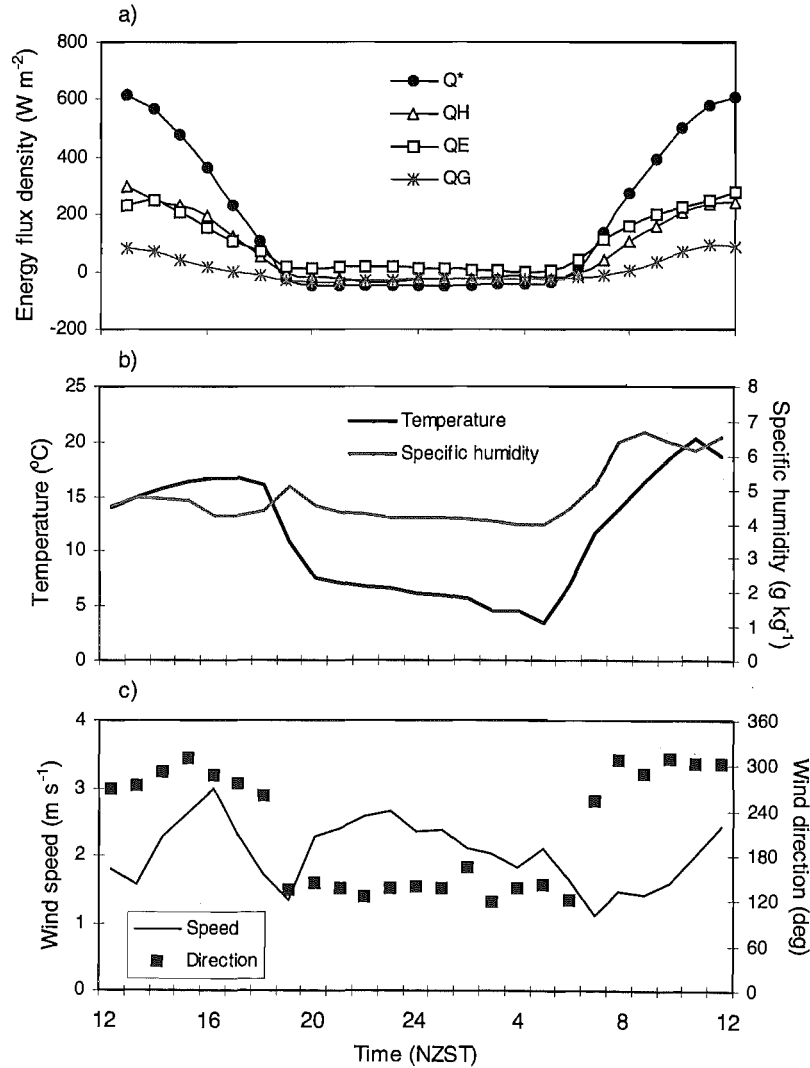 a)
800
600
400
200
0
-200
Energy flux density (W m⁻²)
Q*
QH
QE
QG
b)
25
20
15
10
5
0
Temperature (⁰C)
Temperature
Specific humidity
8
7
6
5
4
3
2
1
0
Specific humidity (g kg⁻¹)
c)
4
3
2
1
0
Wind speed (m s⁻¹)
Speed
Direction
360
300
240
180
120
60
0
Wind direction (deg)
12 16 20 24 4 8 12
Time (NZST)